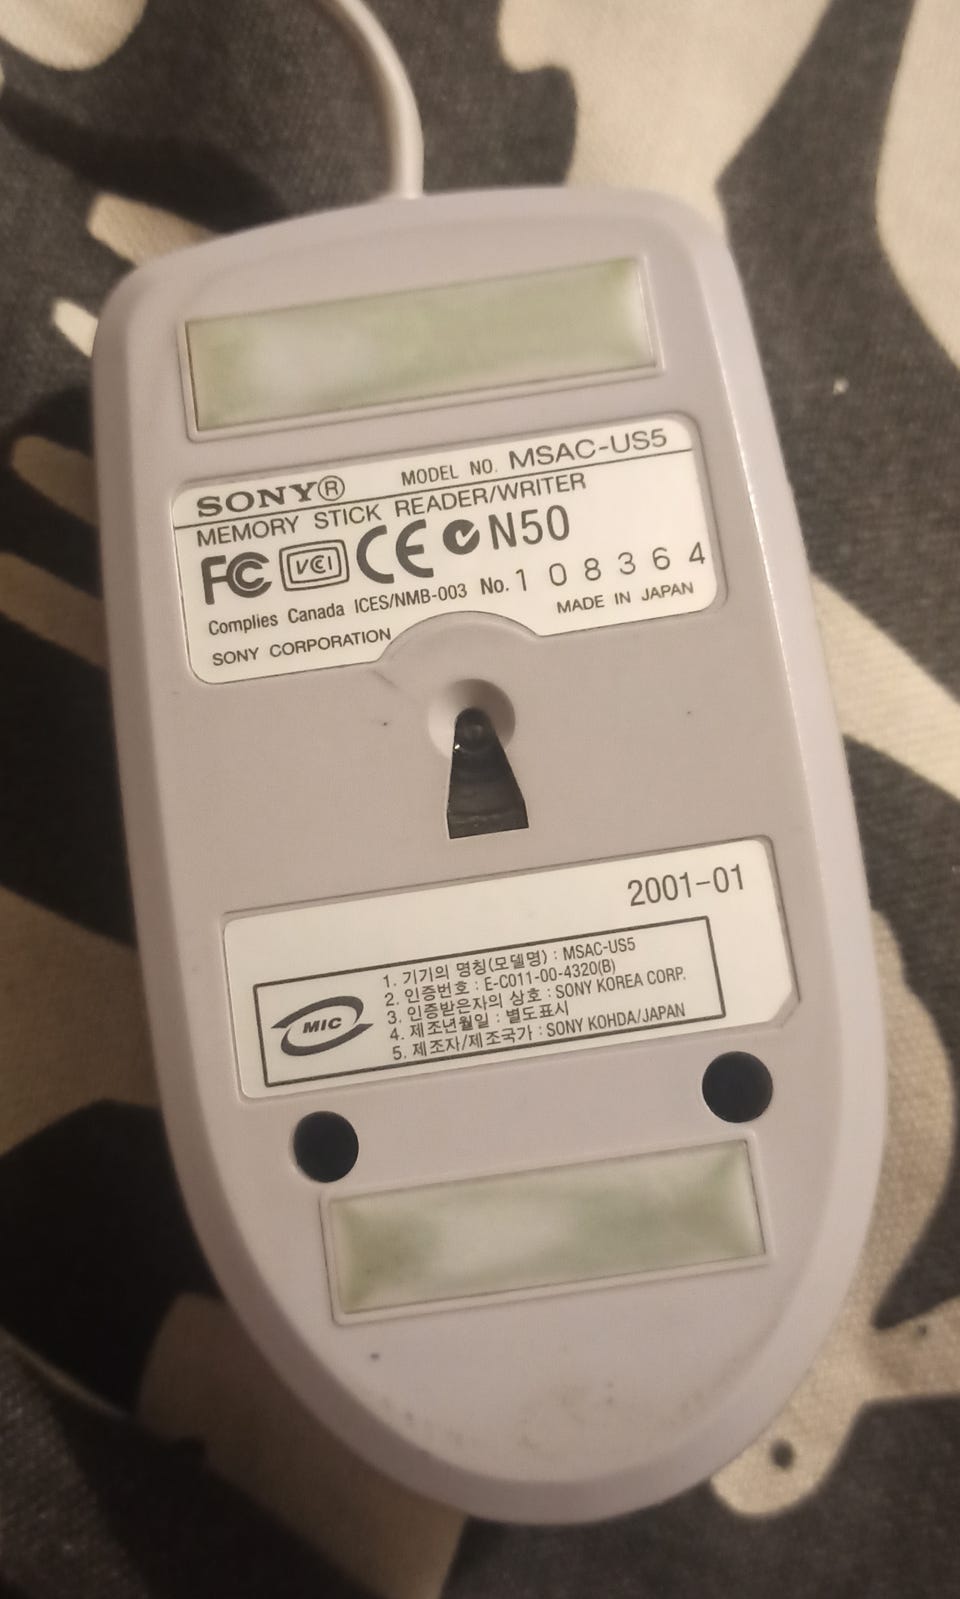 SONY® MODEL NO. MSAC-US5
MEMORY STICK READER/WRITER
FC VCI CE N50
Complies Canada ICES/NMB-003 No. 1 0 8 3 6 4
SONY CORPORATION MADE IN JAPAN
2001-01
MIC
1. 기기의 명칭(모델명) : MSAC-US5
2. 인증번호 : E-C011-00-4320(B)
3. 인증받은자의 상호 : SONY KOREA CORP.
4. 제조년월일 : 별도표시
5. 제조자/제조국가 : SONY KOHDA/JAPAN